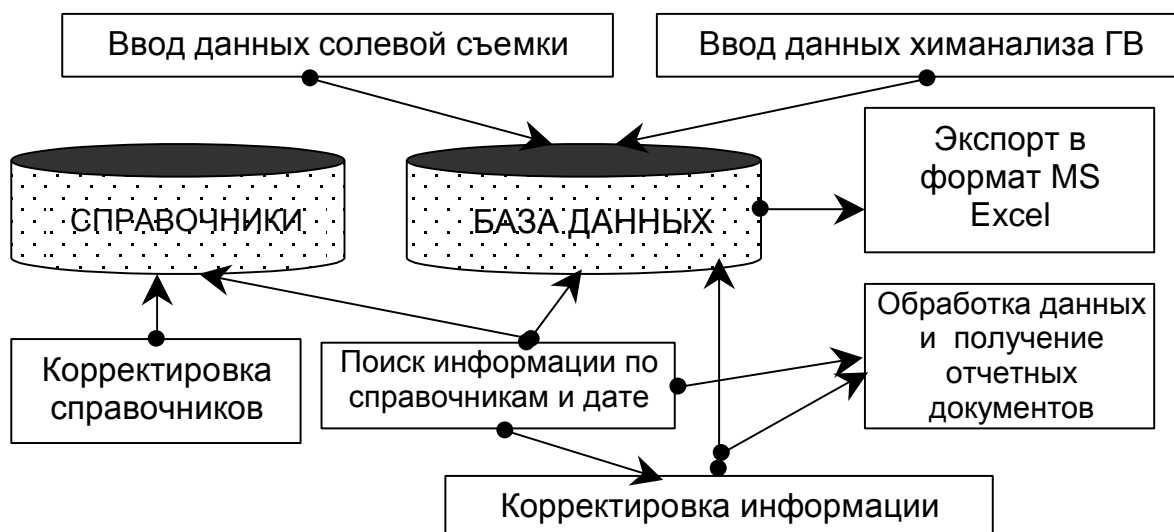 Ввод данных солевой съемки
Ввод данных химанализа ГВ
СПРАВОЧНИКИ
БАЗА ДАННЫХ
Экспорт в
формат MS
Excel
Корректировка
справочников
Поиск информации по
справочникам и дате
Обработка данных
и получение
отчетных
документов
Корректировка информации